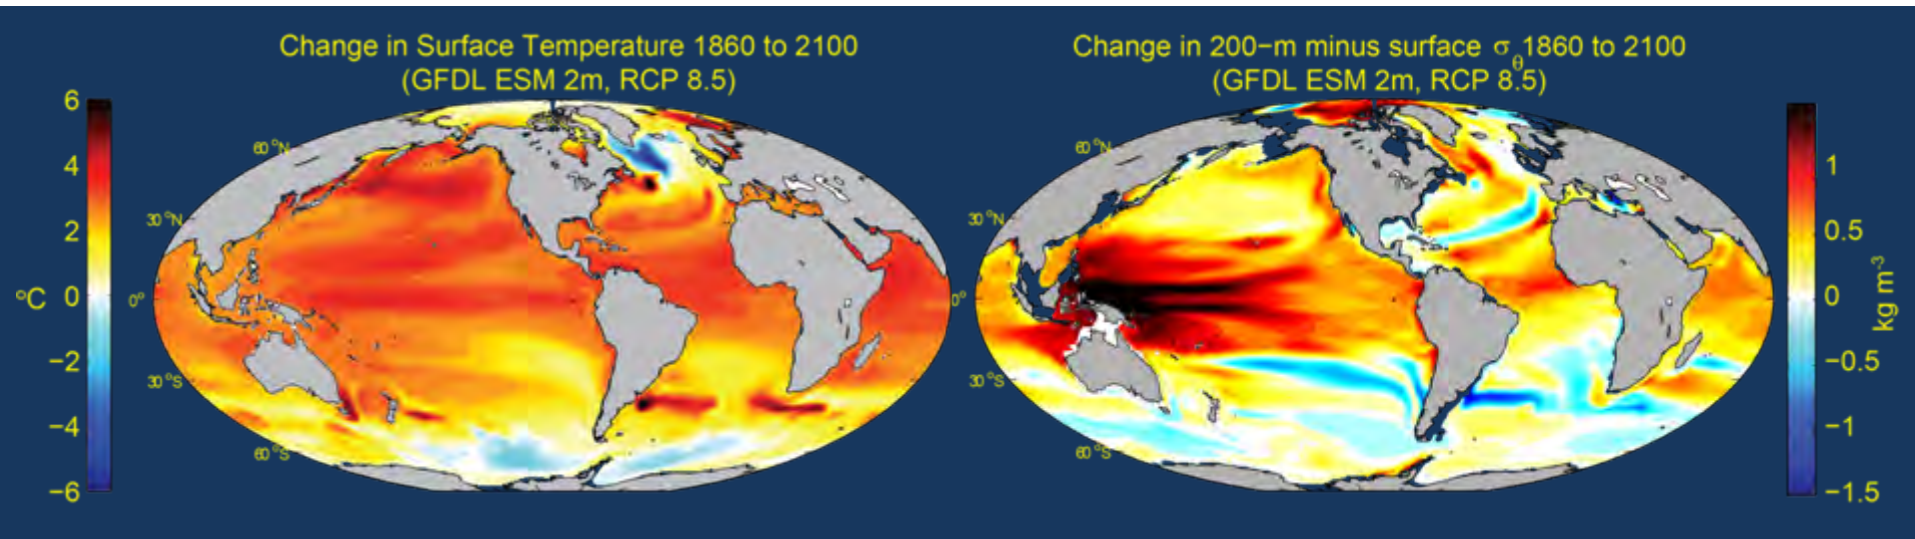 Change in Surface Temperature 1860 to 2100
(GFDL ESM 2m, RCP 8.5)
6
4
2
0
−2
−4
−6
°C
60 °N
30 °N
0°
30 °S
60 °S
Change in 200−m minus surface σθ1860 to 2100
(GFDL ESM 2m, RCP 8.5)
60 °N
30 °N
0°
30 °S
60 °S
1
0.5
0
−0.5
−1
−1.5
kg m-3